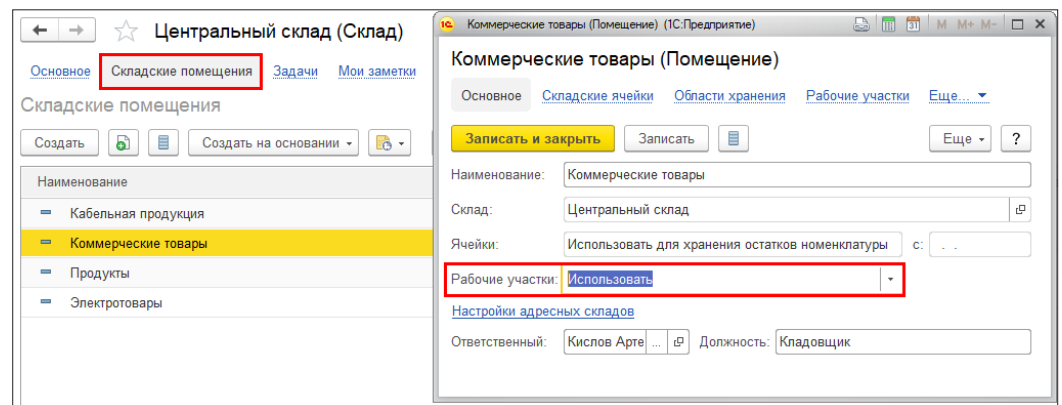 Центральный склад (Склад)
Основное Складские помещения Задачи Мои заметки
Складские помещения
Создать Создать на основании
Наименование
Кабельная продукция
Коммерческие товары
Продукты
Электротовары
1С Коммерческие товары (Помещение) (1С:Предприятие) 31 M M+ M-
Коммерческие товары (Помещение)
Основное Складские ячейки Области хранения Рабочие участки Еще...
Записать и закрыть Записать Еще ?
Наименование: Коммерческие товары
Склад: Центральный склад
Ячейки: Использовать для хранения остатков номенклатуры с: . .
Рабочие участки: Использовать
Настройки адресных складов
Ответственный: Кислов Арте ... Должность: Кладовщик